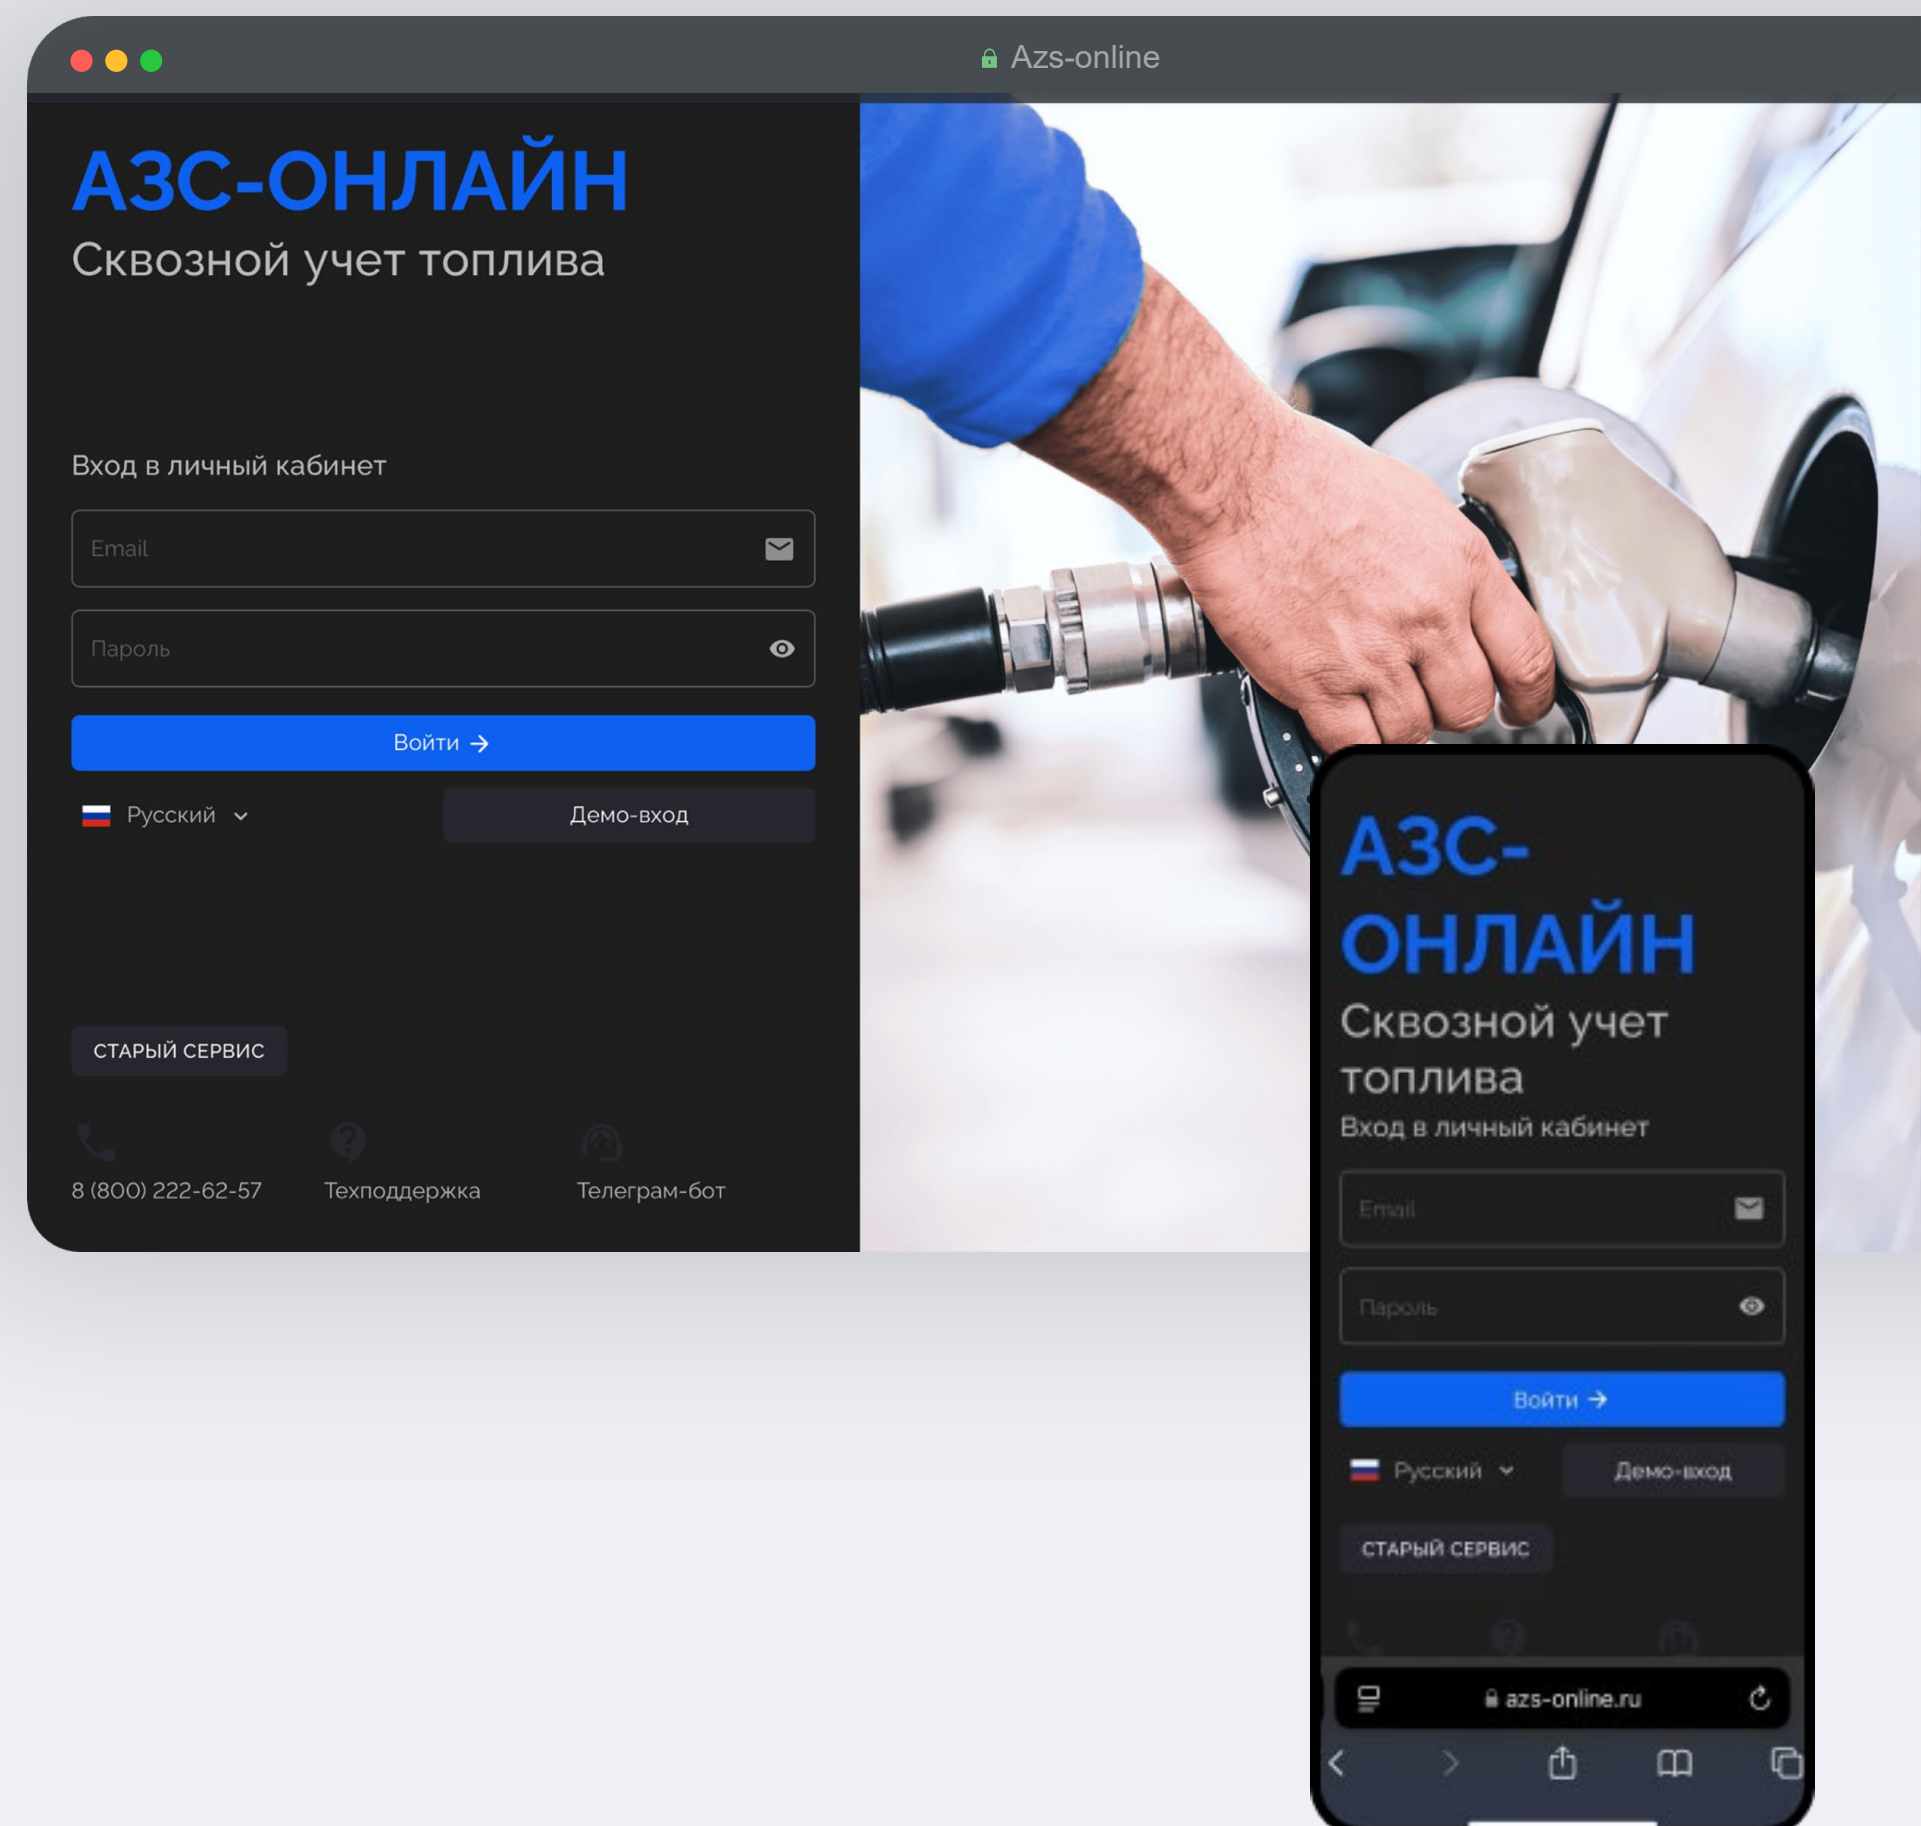 Azs-online
АЗС-ОНЛАЙН
Сквозной учет топлива
Вход в личный кабинет
Email
Пароль
Войти →
Русский
Демо-вход
СТАРЫЙ СЕРВИС
8 (800) 222-62-57
Техподдержка
Телеграм-бот
АЗС-
ОНЛАЙН
Сквозной учет
топлива
Вход в личный кабинет
Email
Пароль
Войти →
Русский
Демо-вход
СТАРЫЙ СЕРВИС
azs-online.ru